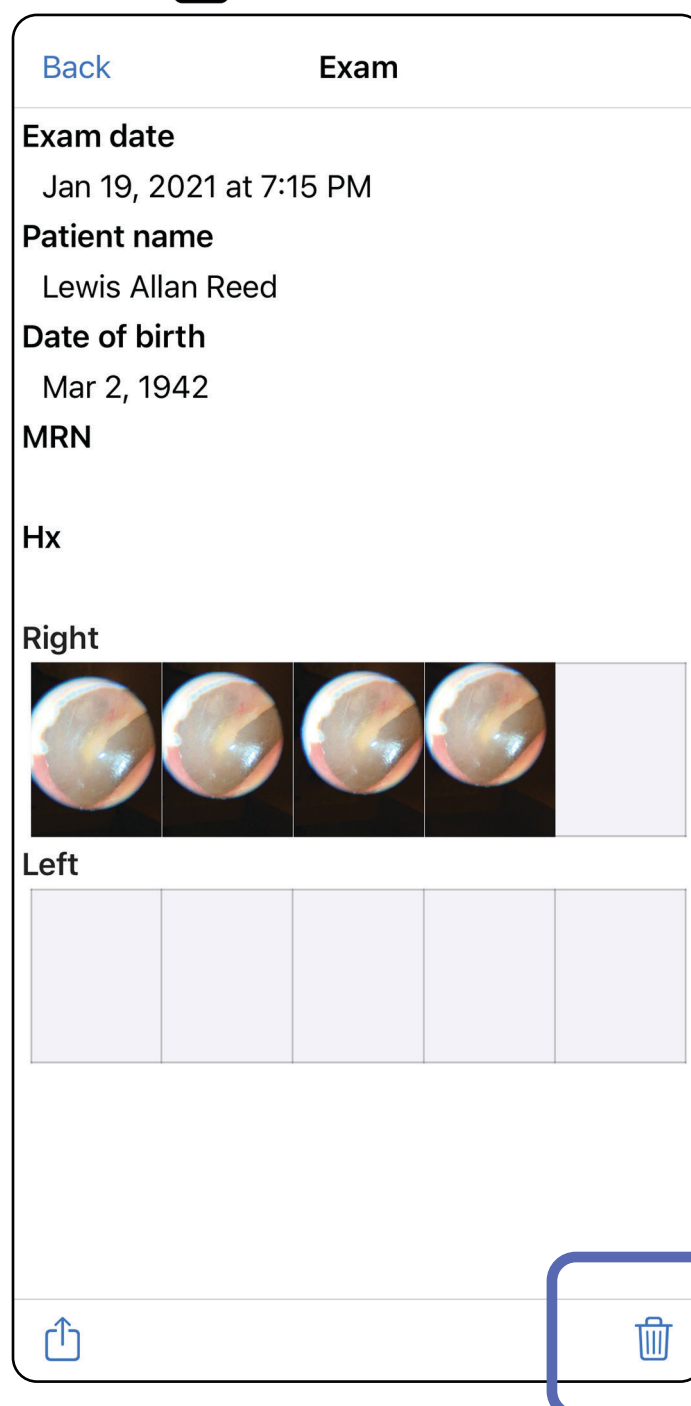 Back
Exam
Exam date
Jan 19, 2021 at 7:15 PM
Patient name
Lewis Allan Reed
Date of birth
Mar 2, 1942
MRN
Hx
Right
Left